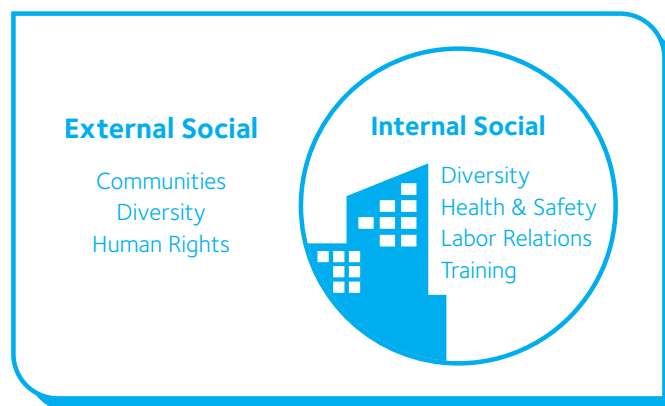 External Social
Communities
Diversity
Human Rights
Internal Social
Diversity
Health & Safety
Labor Relations
Training